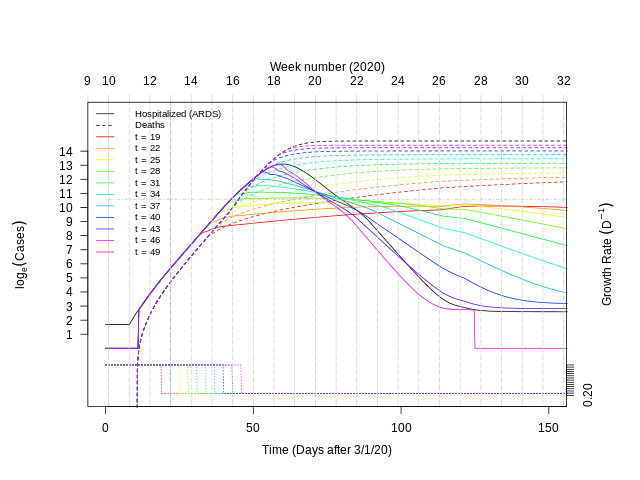 Week number (2020)
9 10 12 14 16 18 20 22 24 26 28 30 32
Hospitalized (ARDS)
Deaths
t = 19
t = 22
t = 25
t = 28
t = 31
t = 34
t = 37
t = 40
t = 43
t = 46
t = 49
14
13
12
11
10
9
8
7
6
5
4
3
2
1
logₑ(Cases)
Growth Rate (D⁻¹)
0.20
0 50 100 150
Time (Days after 3/1/20)